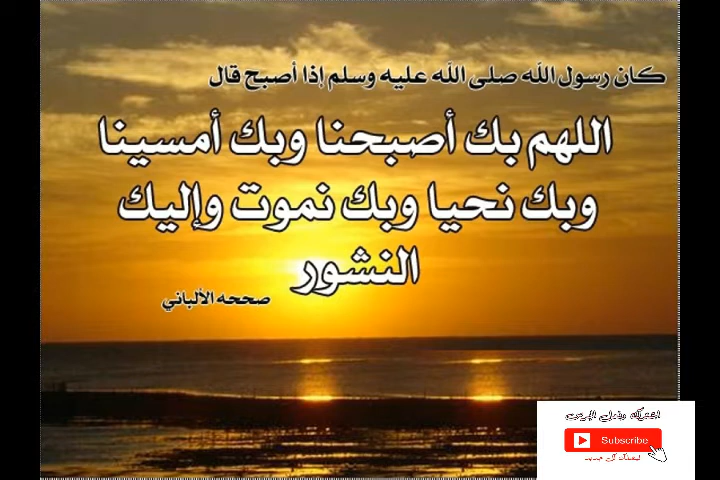 كان رسول الله صلى الله عليه وسلم إذا أصبح قال
اللهم بك أصبحنا وبك أمسينا
وبك نحيا وبك نموت وإليك
النشور
صححه الألباني
Subscribe